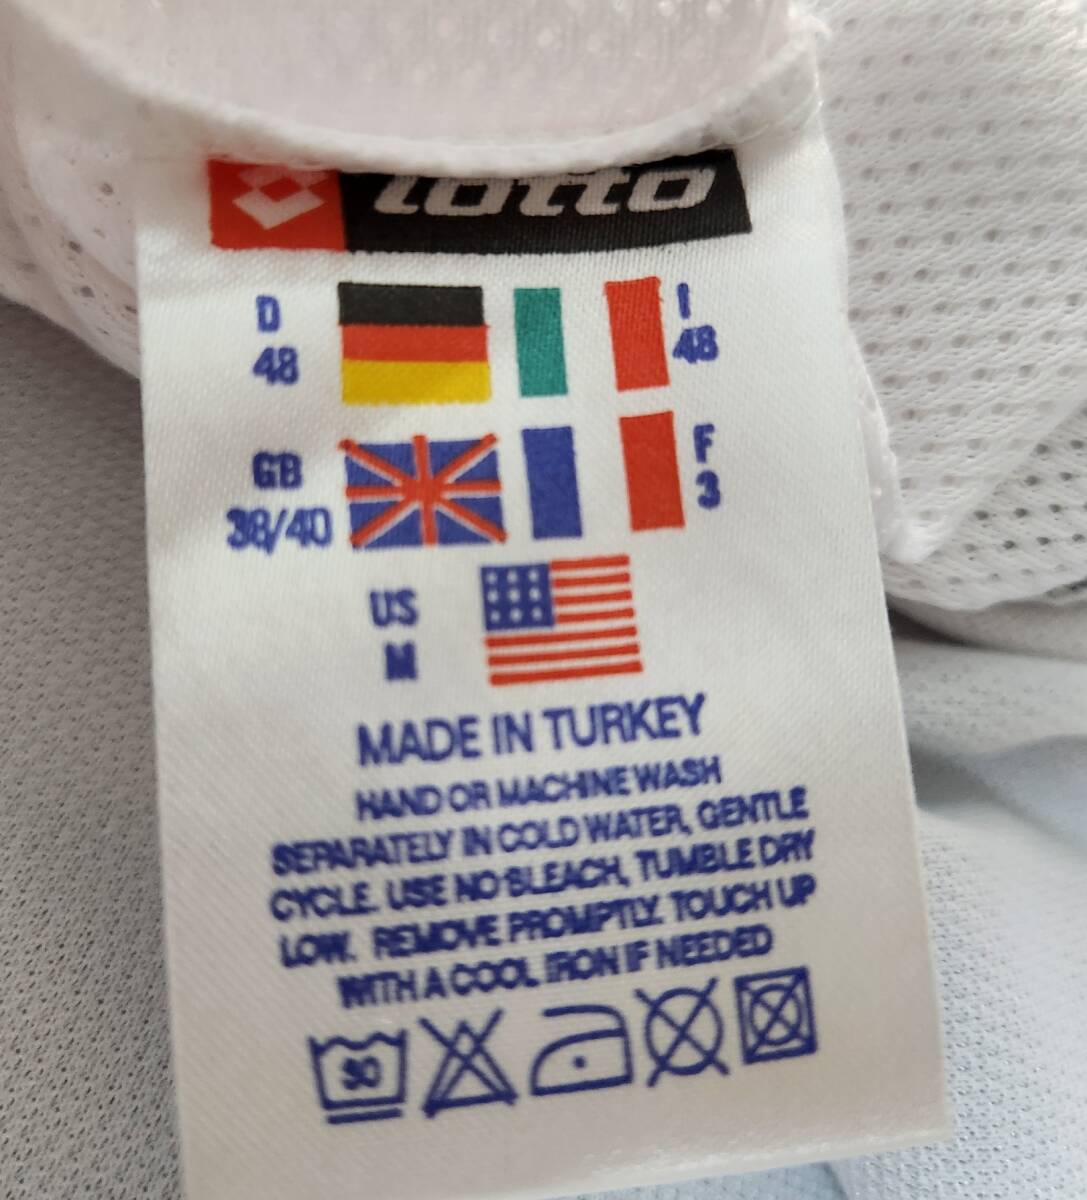 lotto
D
48
I
48
GB
38/40
F
3
US
M
MADE IN TURKEY
HAND OR MACHINE WASH
SEPARATELY IN COLD WATER, GENTLE
CYCLE. USE NO BLEACH, TUMBLE DRY
LOW. REMOVE PROMPTLY. TOUCH UP
WITH A COOL IRON IF NEEDED
30